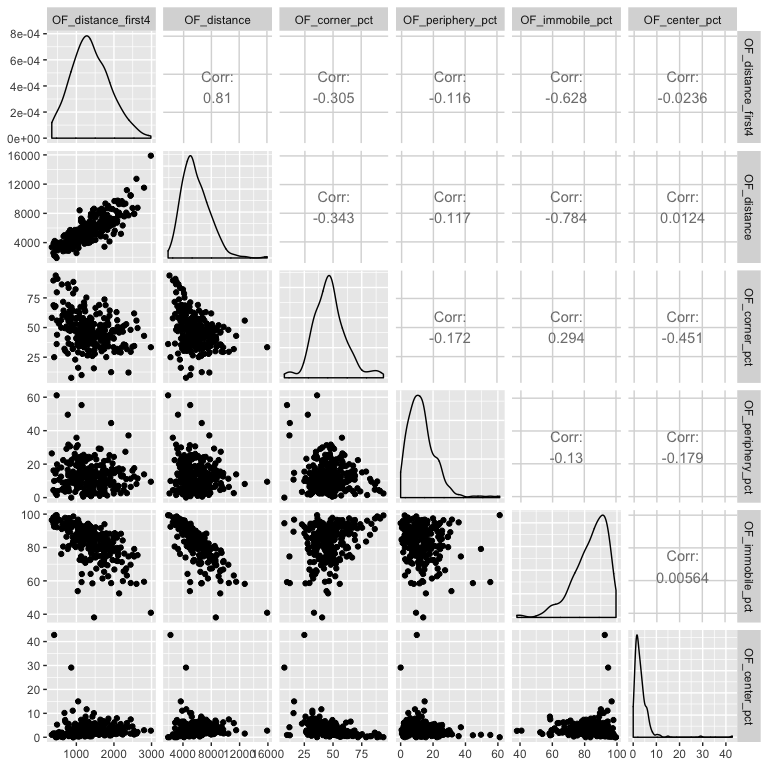 OF_distance_first4 OF_distance OF_corner_pct OF_periphery_pct OF_immobile_pct OF_center_pct
8e-04
6e-04
4e-04
2e-04
0e+00
Corr: Corr: Corr: Corr: Corr:
0.81 -0.305 -0.116 -0.628 -0.0236
OF_distance_first4
16000
12000
8000
4000
Corr: Corr: Corr: Corr:
-0.343 -0.117 -0.784 0.0124
OF_distance
75
50
25
Corr: Corr: Corr:
-0.172 0.294 -0.451
OF_corner_pct
60
40
20
0
Corr: Corr:
-0.13 -0.179
OF_periphery_pct
100
80
60
40
Corr:
0.00564
OF_immobile_pct
40
30
20
10
0
OF_center_pct
1000 2000 3000 4000 8000 12000 16000 25 50 75 0 20 40 60 40 60 80 100 0 10 20 30 40